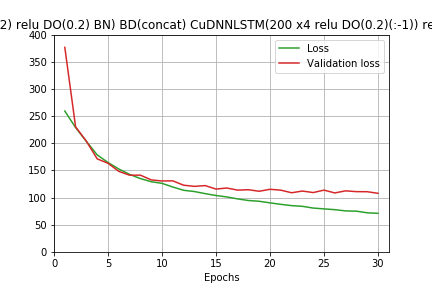 2) relu DO(0.2) BN) BD(concat) CuDNNLSTM(200 x4 relu DO(0.2)(:-1)) re
400
350
300
250
200
150
100
50
0
Loss
Validation loss
0 5 10 15 20 25 30
Epochs